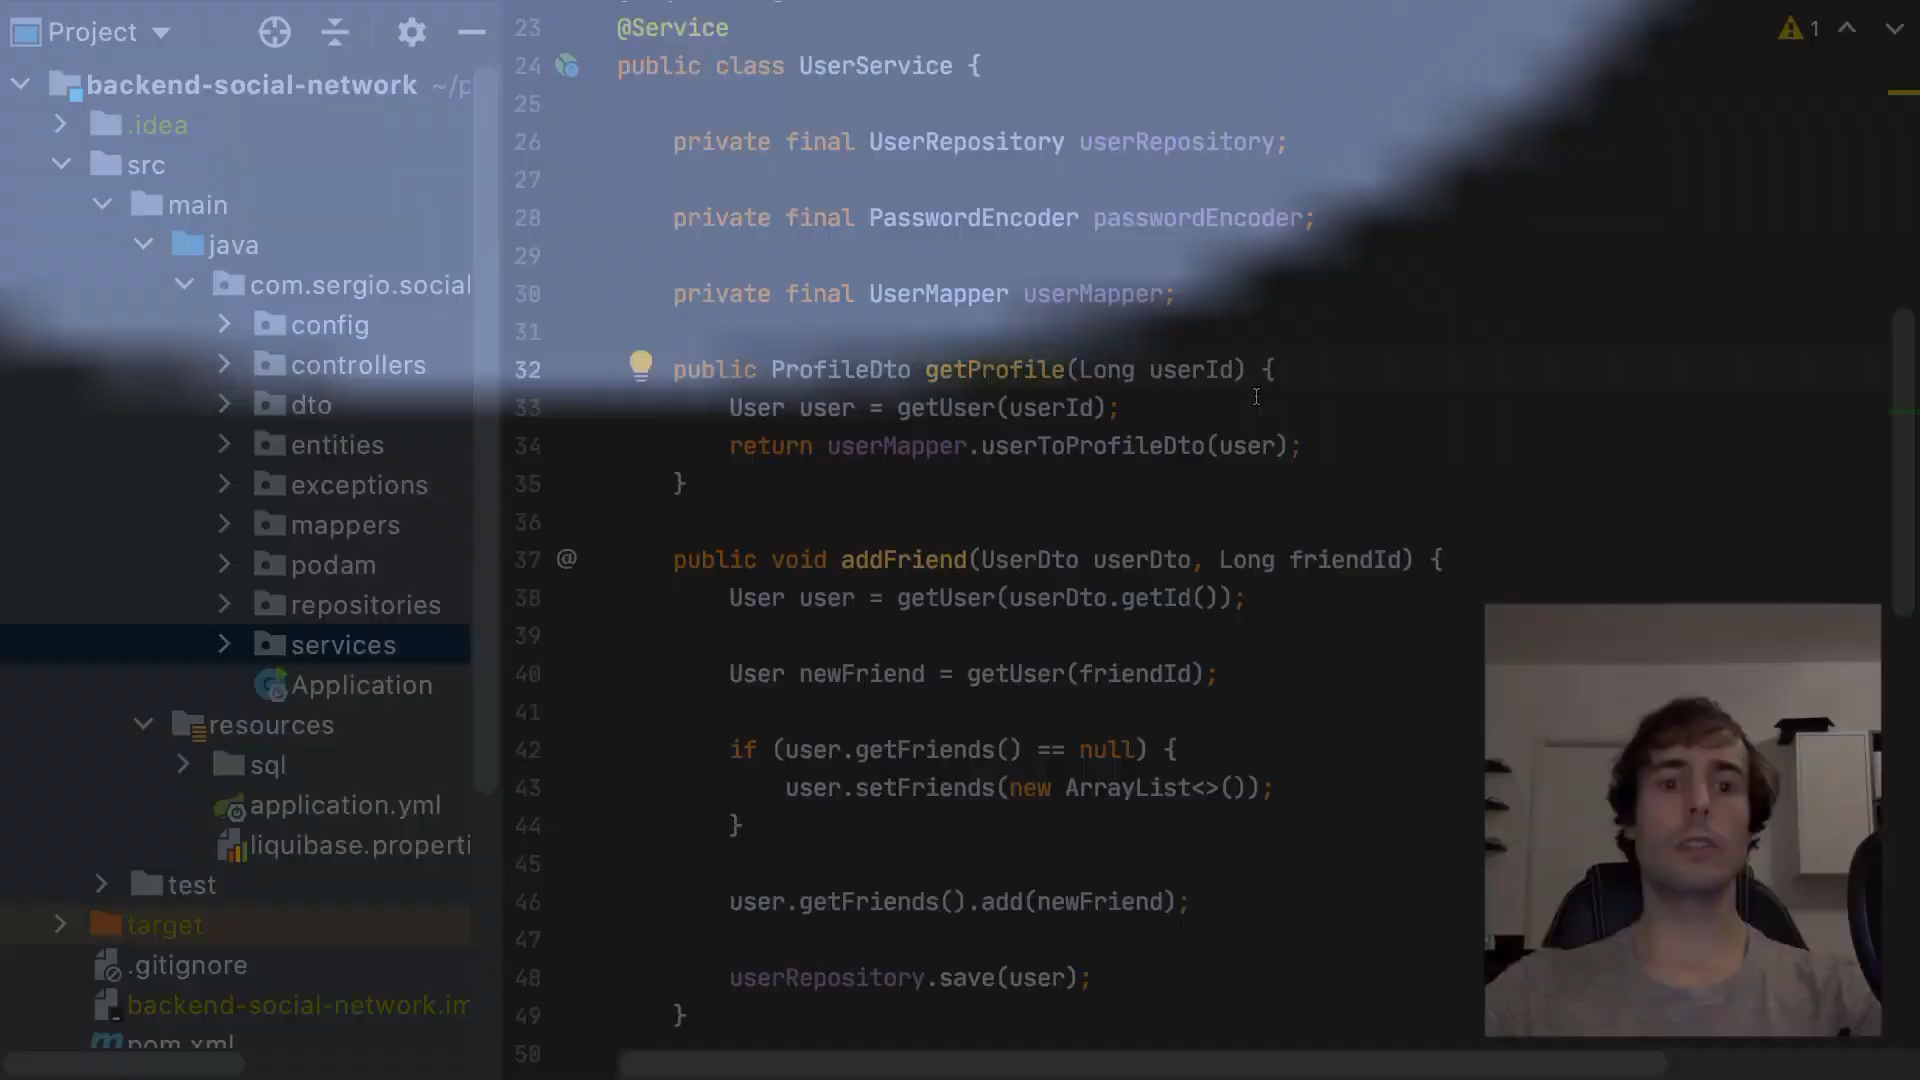 Project
backend-social-network ~/p
.idea
src
main
java
com.sergio.social
config
controllers
dto
entities
exceptions
mappers
podam
repositories
services
Application
resources
sql
application.yml
liquibase.properti
test
target
.gitignore
backend-social-network.im
pom.xml
1
23 @Service
24 public class UserService {
25
26 private final UserRepository userRepository;
27
28 private final PasswordEncoder passwordEncoder;
29
30 private final UserMapper userMapper;
31
32 public ProfileDto getProfile(Long userId) {
33 User user = getUser(userId);
34 return userMapper.userToProfileDto(user);
35 }
36
37 @ public void addFriend(UserDto userDto, Long friendId) {
38 User user = getUser(userDto.getId());
39
40 User newFriend = getUser(friendId);
41
42 if (user.getFriends() == null) {
43 user.setFriends(new ArrayList<>());
44 }
45
46 user.getFriends().add(newFriend);
47
48 userRepository.save(user);
49 }
50